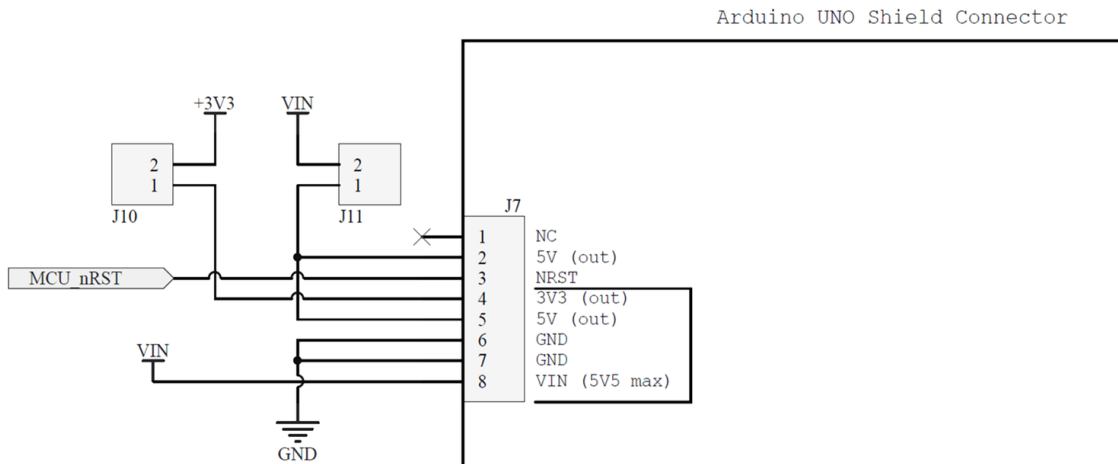 Arduino UNO Shield Connector
+3V3
VIN
2
1
J10
2
1
J11
J7
1 NC
2 5V (out)
3 NRST
MCU_nRST
4 3V3 (out)
5 5V (out)
6 GND
7 GND
8 VIN (5V5 max)
VIN
GND